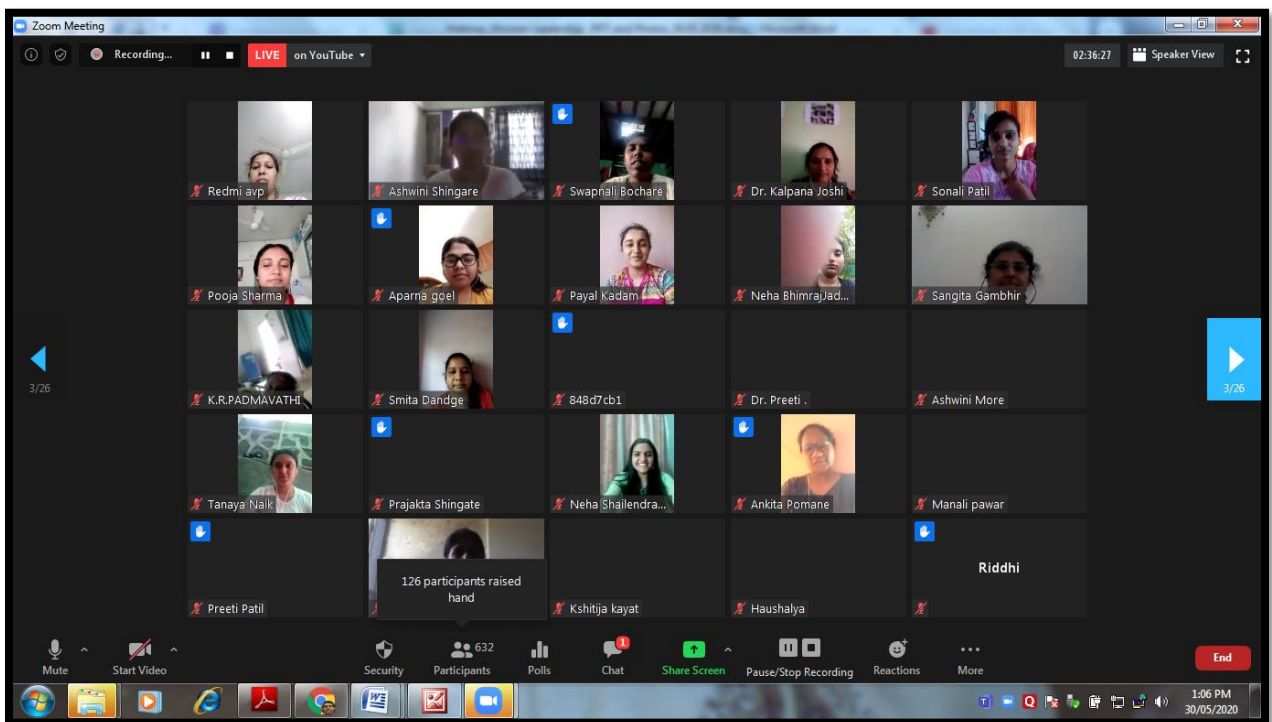 Zoom Meeting
Recording...
LIVE on YouTube
02:36:27
Speaker View
Redmi avp
Ashwini Shingare
Swapnali Bochare
Dr. Kalpana Joshi
Sonali Patil
Pooja Sharma
Aparna goel
Payal Kadam
Neha BhimrajJad...
Sangita Gambhir
3/26
3/26
K.R.PADMAVATHI
Smita Dandge
848d7cb1
Dr. Preeti .
Ashwini More
Tanaya Naik
Prajakta Shingate
Neha Shailendra...
Ankita Pomane
Manali pawar
Preeti Patil
126 participants raised
hand
Kshitija kayat
Haushalya
Riddhi
Mute
Start Video
Security
632
Participants
Polls
1
Chat
Share Screen
Pause/Stop Recording
Reactions
More
End
1:06 PM
30/05/2020